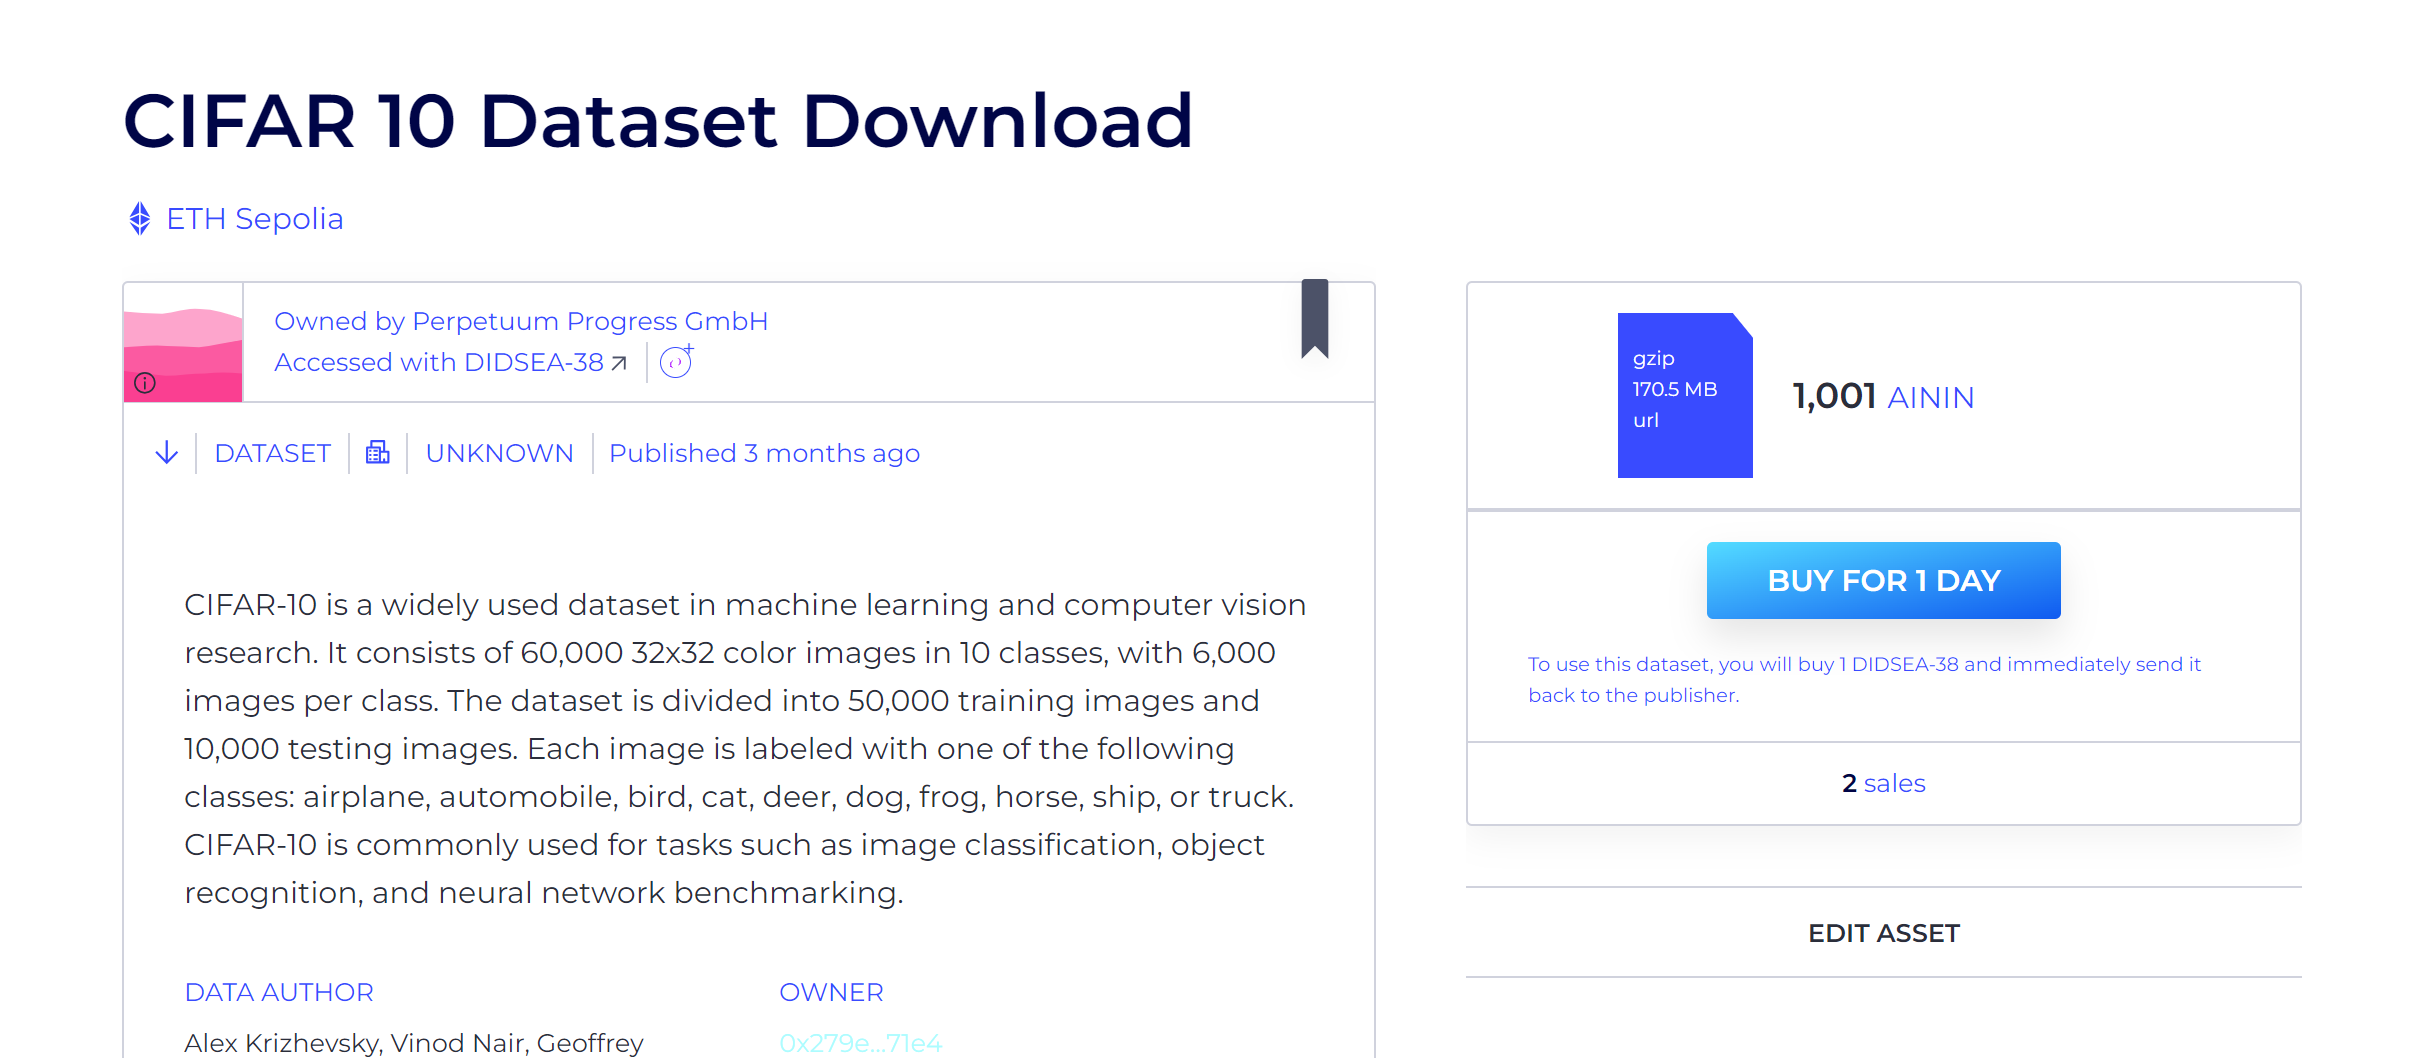 CIFAR 10 Dataset Download
ETH Sepolia
Owned by Perpetuum Progress GmbH
Accessed with DIDSEA-38
DATASET
UNKNOWN
Published 3 months ago
CIFAR-10 is a widely used dataset in machine learning and computer vision
research. It consists of 60,000 32x32 color images in 10 classes, with 6,000
images per class. The dataset is divided into 50,000 training images and
10,000 testing images. Each image is labeled with one of the following
classes: airplane, automobile, bird, cat, deer, dog, frog, horse, ship, or truck.
CIFAR-10 is commonly used for tasks such as image classification, object
recognition, and neural network benchmarking.
DATA AUTHOR
Alex Krizhevsky, Vinod Nair, Geoffrey
OWNER
0x279e…71e4
gzip
170.5 MB
url
1,001 AININ
BUY FOR 1 DAY
To use this dataset, you will buy 1 DIDSEA-38 and immediately send it
back to the publisher.
2 sales
EDIT ASSET